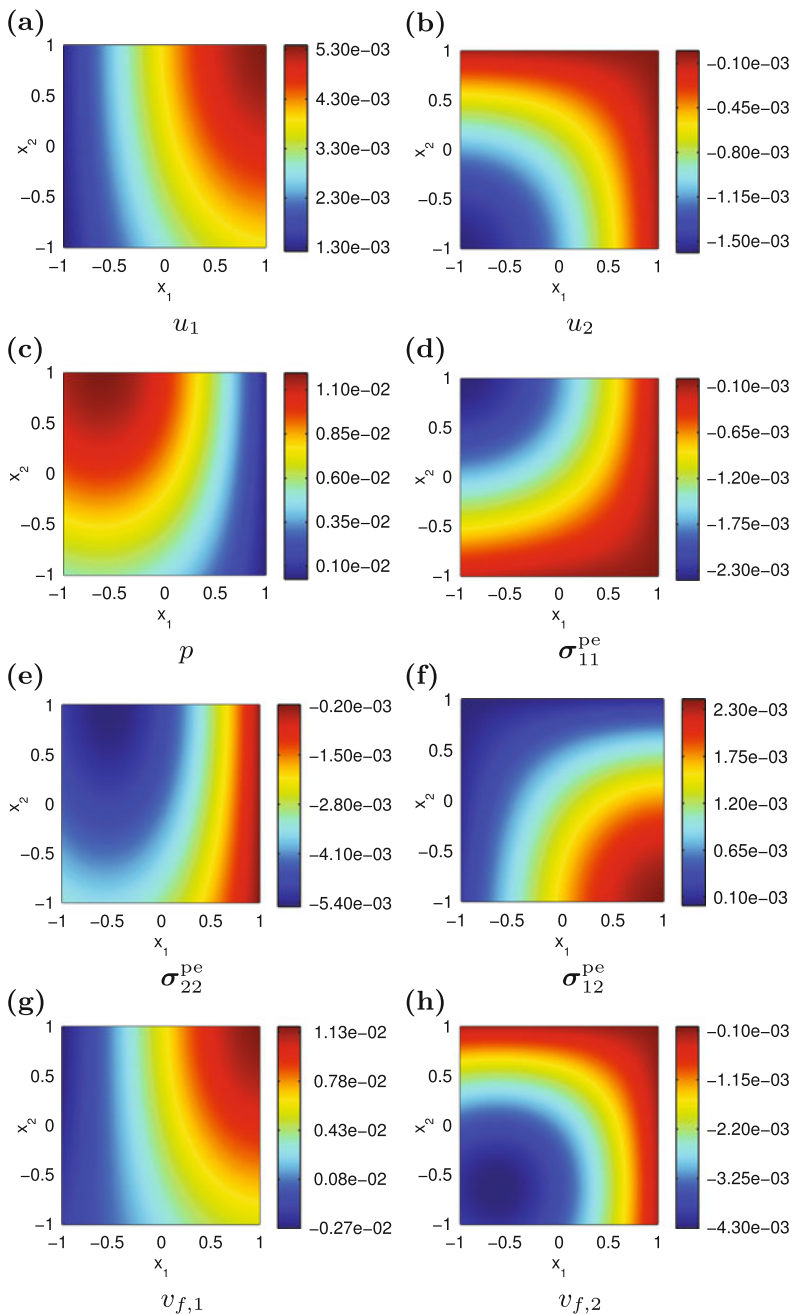 (a)
1
0.5
0
−0.5
−1
x2
−1 −0.5 0 0.5 1
x1
5.30e−03
4.30e−03
3.30e−03
2.30e−03
1.30e−03
u1
(b)
1
0.5
0
−0.5
−1
x2
−1 −0.5 0 0.5 1
x1
−0.10e−03
−0.45e−03
−0.80e−03
−1.15e−03
−1.50e−03
u2
(c)
1
0.5
0
−0.5
−1
x2
−1 −0.5 0 0.5 1
x1
1.10e−02
0.85e−02
0.60e−02
0.35e−02
0.10e−02
p
(d)
1
0.5
0
−0.5
−1
x2
−1 −0.5 0 0.5 1
x1
−0.10e−03
−0.65e−03
−1.20e−03
−1.75e−03
−2.30e−03
σ11^pe
(e)
1
0.5
0
−0.5
−1
x2
−1 −0.5 0 0.5 1
x1
−0.20e−03
−1.50e−03
−2.80e−03
−4.10e−03
−5.40e−03
σ22^pe
(f)
1
0.5
0
−0.5
−1
x2
−1 −0.5 0 0.5 1
x1
2.30e−03
1.75e−03
1.20e−03
0.65e−03
0.10e−03
σ12^pe
(g)
1
0.5
0
−0.5
−1
x2
−1 −0.5 0 0.5 1
x1
1.13e−02
0.78e−02
0.43e−02
0.08e−02
−0.27e−02
vf,1
(h)
1
0.5
0
−0.5
−1
x2
−1 −0.5 0 0.5 1
x1
−0.10e−03
−1.15e−03
−2.20e−03
−3.25e−03
−4.30e−03
vf,2